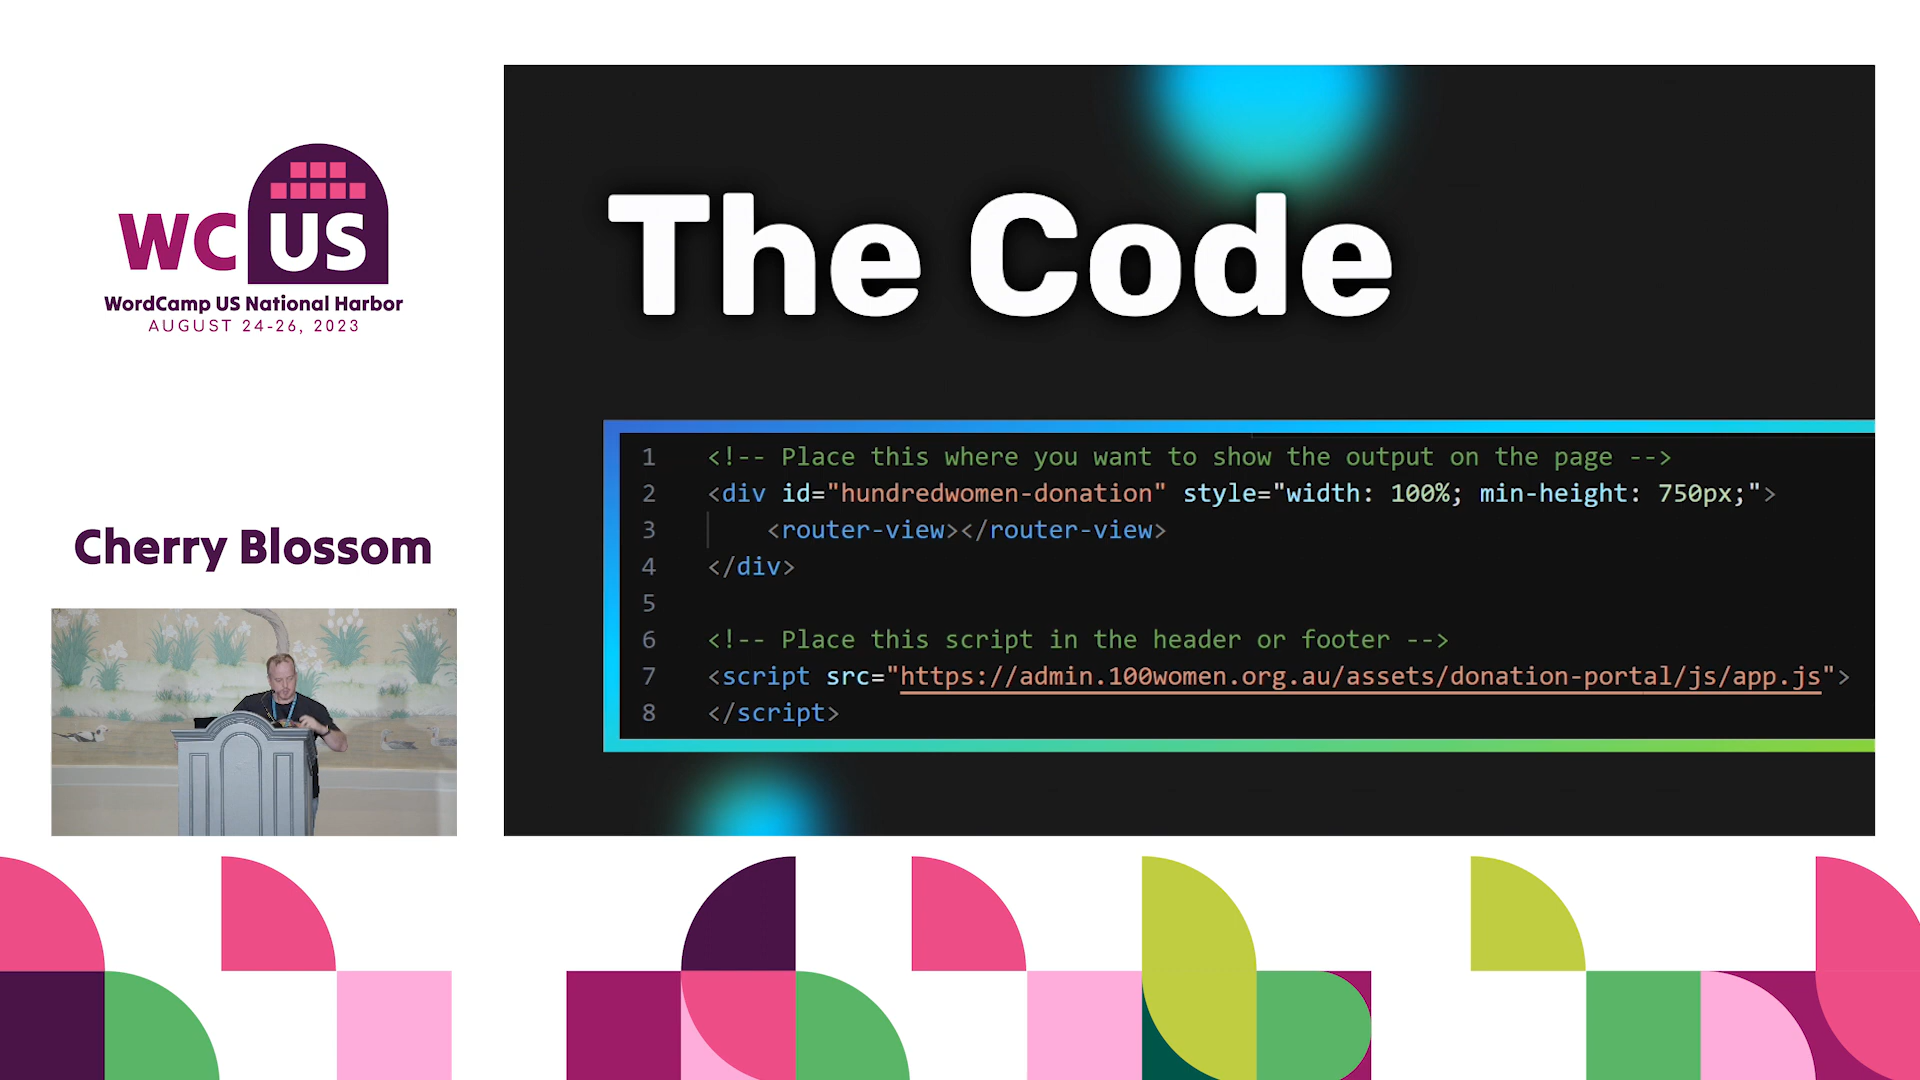 WC US
WordCamp US National Harbor
AUGUST 24-26, 2023
Cherry Blossom
The Code
1 <!-- Place this where you want to show the output on the page -->
2 <div id="hundredwomen-donation" style="width: 100%; min-height: 750px;">
3 <router-view></router-view>
4 </div>
5
6 <!-- Place this script in the header or footer -->
7 <script src="https://admin.100women.org.au/assets/donation-portal/js/app.js">
8 </script>